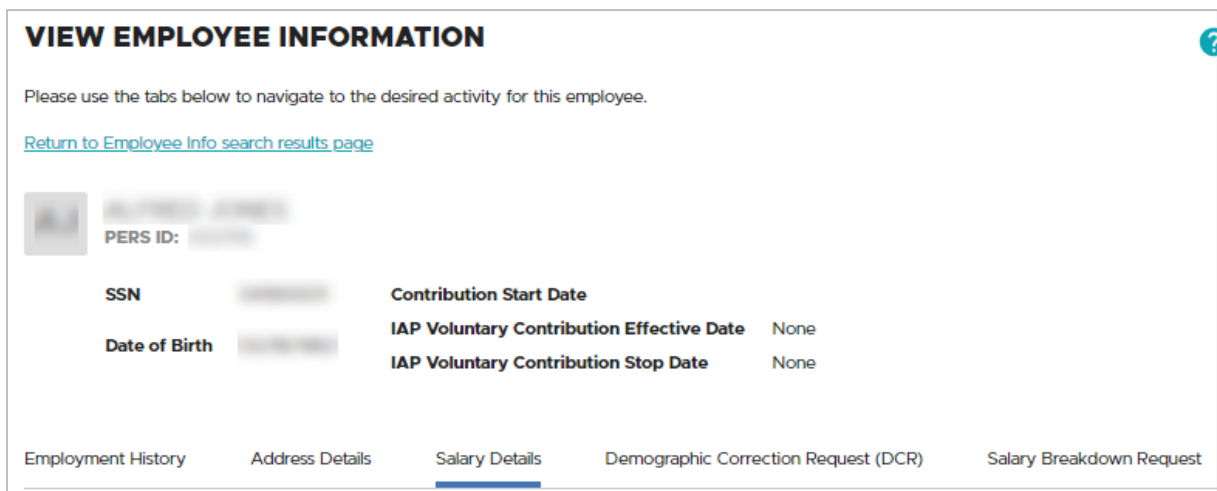 VIEW EMPLOYEE INFORMATION
?
Please use the tabs below to navigate to the desired activity for this employee.
Return to Employee Info search results page
PERS ID:
SSN Contribution Start Date
IAP Voluntary Contribution Effective Date None
Date of Birth
IAP Voluntary Contribution Stop Date None
Employment History Address Details Salary Details Demographic Correction Request (DCR) Salary Breakdown Request